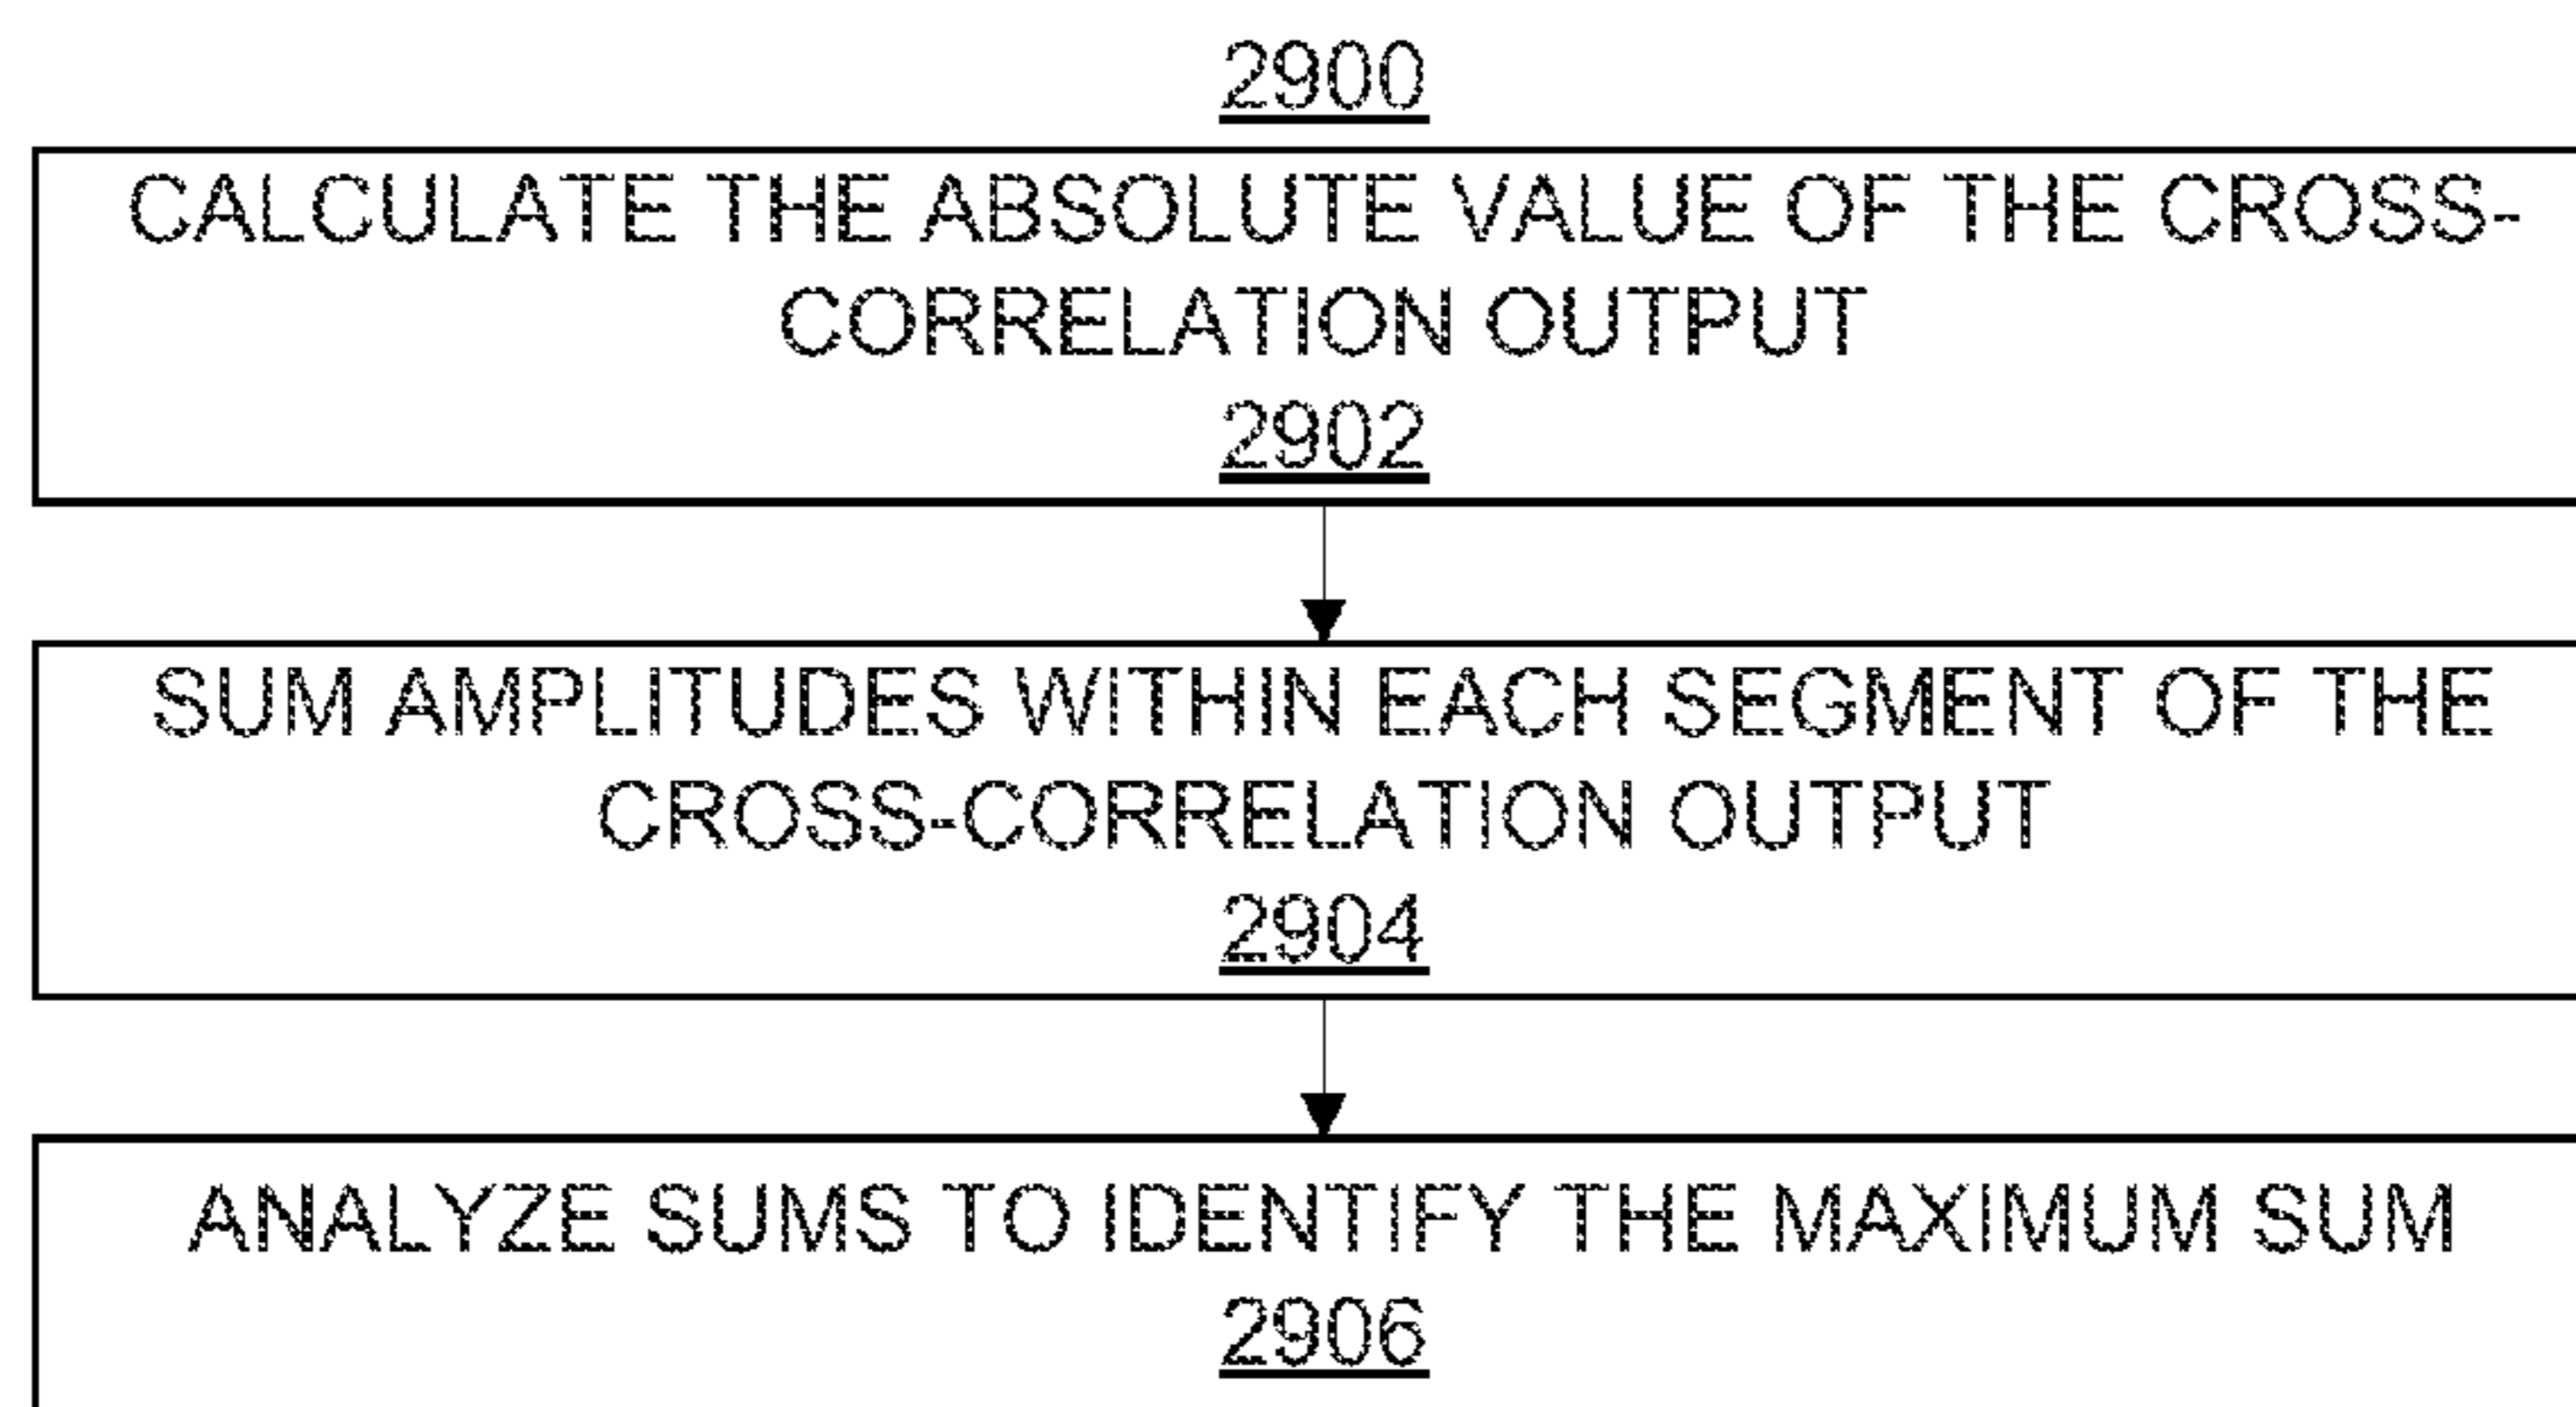 2900
CALCULATE THE ABSOLUTE VALUE OF THE CROSS-
CORRELATION OUTPUT
2902
SUM AMPLITUDES WITHIN EACH SEGMENT OF THE
CROSS-CORRELATION OUTPUT
2904
ANALYZE SUMS TO IDENTIFY THE MAXIMUM SUM
2906